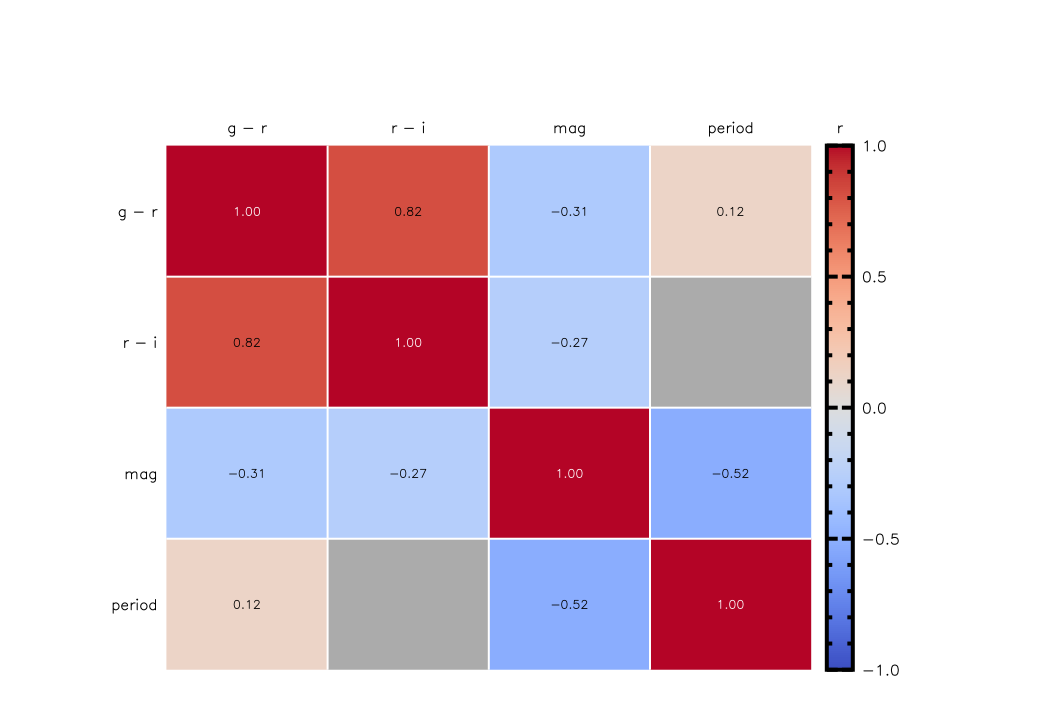 g − r r − i mag period r
1.0
g − r 1.00 0.82 −0.31 0.12
0.5
r − i 0.82 1.00 −0.27
0.0
mag −0.31 −0.27 1.00 −0.52
−0.5
period 0.12 −0.52 1.00
−1.0